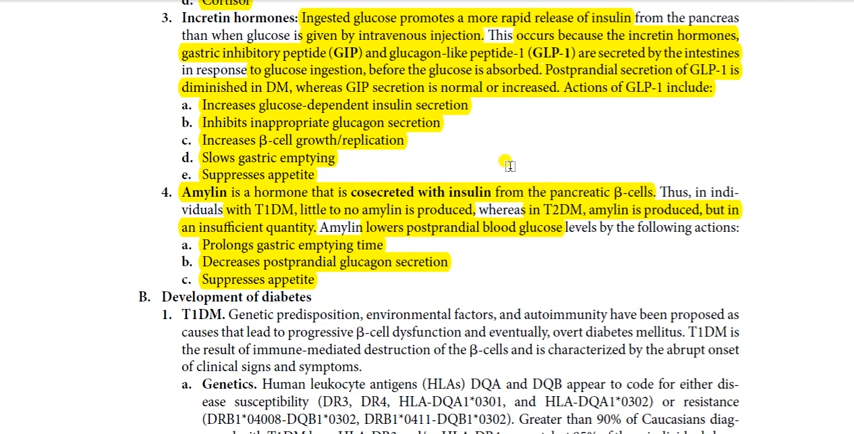 d. Cortisol
3. Incretin hormones: Ingested glucose promotes a more rapid release of insulin from the pancreas
than when glucose is given by intravenous injection. This occurs because the incretin hormones,
gastric inhibitory peptide (GIP) and glucagon-like peptide-1 (GLP-1) are secreted by the intestines
in response to glucose ingestion, before the glucose is absorbed. Postprandial secretion of GLP-1 is
diminished in DM, whereas GIP secretion is normal or increased. Actions of GLP-1 include:
a. Increases glucose-dependent insulin secretion
b. Inhibits inappropriate glucagon secretion
c. Increases β-cell growth/replication
d. Slows gastric emptying
e. Suppresses appetite
4. Amylin is a hormone that is cosecreted with insulin from the pancreatic β-cells. Thus, in indi-
viduals with T1DM, little to no amylin is produced, whereas in T2DM, amylin is produced, but in
an insufficient quantity. Amylin lowers postprandial blood glucose levels by the following actions:
a. Prolongs gastric emptying time
b. Decreases postprandial glucagon secretion
c. Suppresses appetite
B. Development of diabetes
1. T1DM. Genetic predisposition, environmental factors, and autoimmunity have been proposed as
causes that lead to progressive β-cell dysfunction and eventually, overt diabetes mellitus. T1DM is
the result of immune-mediated destruction of the β-cells and is characterized by the abrupt onset
of clinical signs and symptoms.
a. Genetics. Human leukocyte antigens (HLAs) DQA and DQB appear to code for either dis-
ease susceptibility (DR3, DR4, HLA-DQA1*0301, and HLA-DQA1*0302) or resistance
(DRB1*04008-DQB1*0302, DRB1*0411-DQB1*0302). Greater than 90% of Caucasians diag-